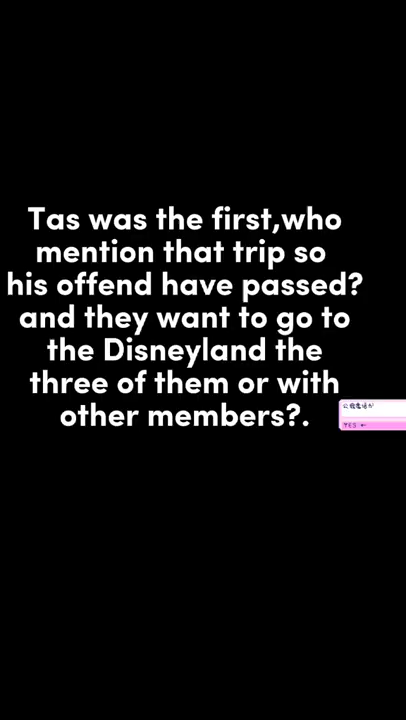 Tas was the first,who
mention that trip so
his offend have passed?
and they want to go to
the Disneyland the
three of them or with
other members?.
YES